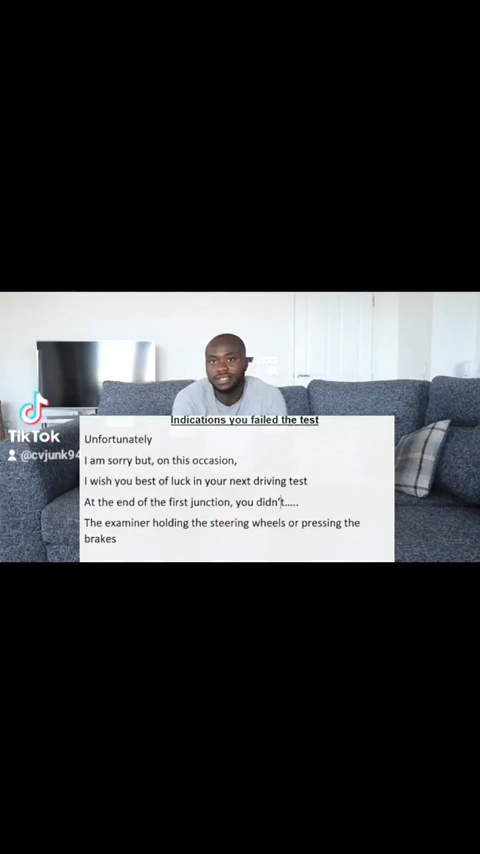 Indications you failed the test
Unfortunately
I am sorry but, on this occasion,
I wish you best of luck in your next driving test
At the end of the first junction, you didn't.....
The examiner holding the steering wheels or pressing the
brakes
TikTok
@cvjunk94